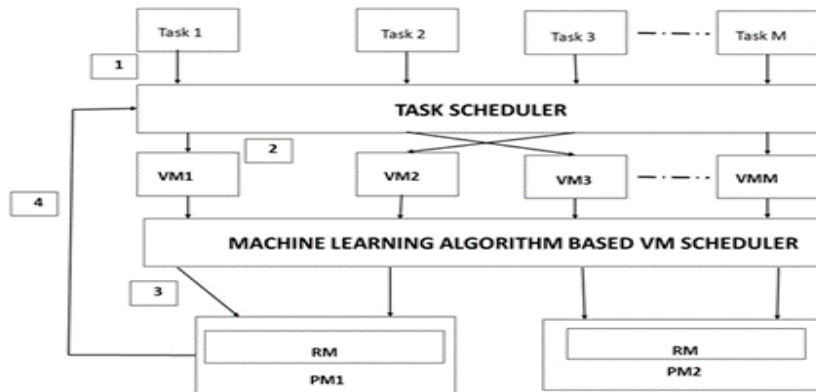 Task 1
Task 2
Task 3
Task M
1
TASK SCHEDULER
2
VM1
VM2
VM3
VMM
4
MACHINE LEARNING ALGORITHM BASED VM SCHEDULER
3
RM
RM
PM1
PM2